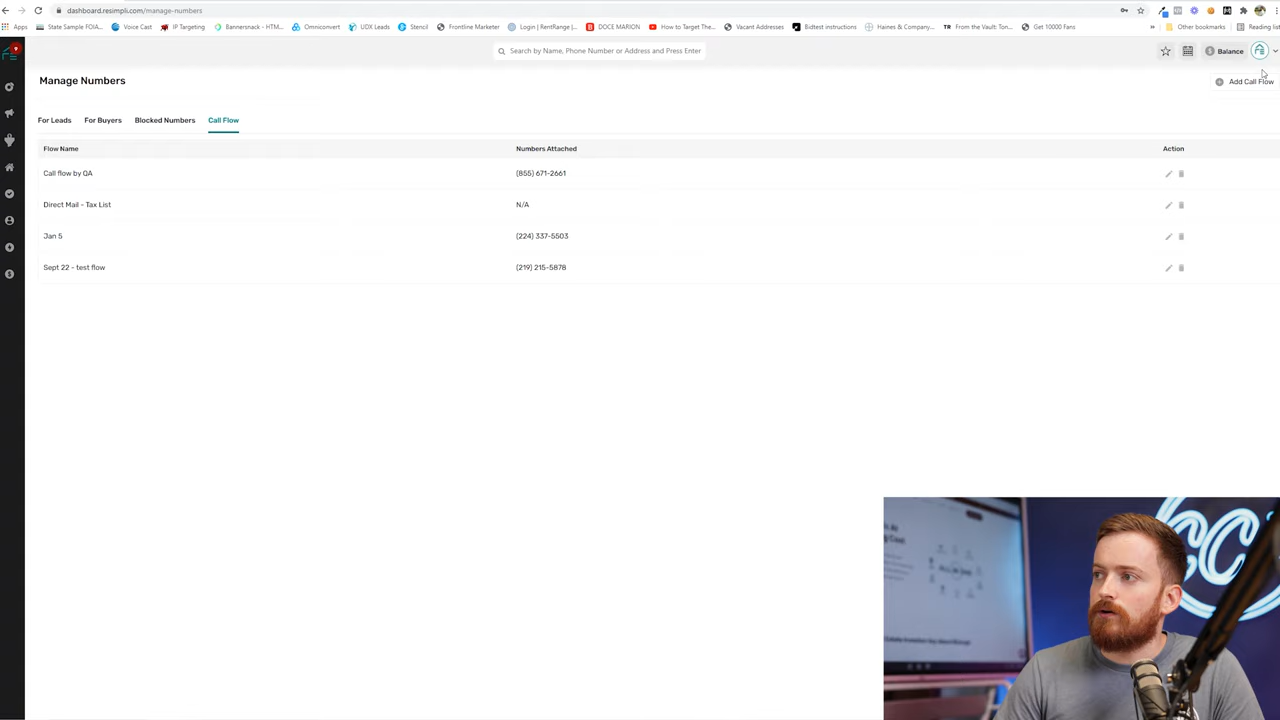 dashboard.resimpli.com/manage-numbers
Apps State Sample FOIA... Voice Cast IP Targeting Bannersnack - HTM... Omniconvert UDX Leads Stencil Frontline Marketer Login | RentRange |... DOCE MARION How to Target The... Vacant Addresses Bidtest instructions Haines & Company,... TR From the Vault: Ton... Get 10000 Fans » Other bookmarks Reading list
Search by Name, Phone Number or Address and Press Enter
$ Balance
Manage Numbers
Add Call Flow
For Leads For Buyers Blocked Numbers Call Flow
Flow Name Numbers Attached Action
Call flow by QA (855) 671-2661
Direct Mail - Tax List N/A
Jan 5 (224) 337-5503
Sept 22 - test flow (219) 215-5878